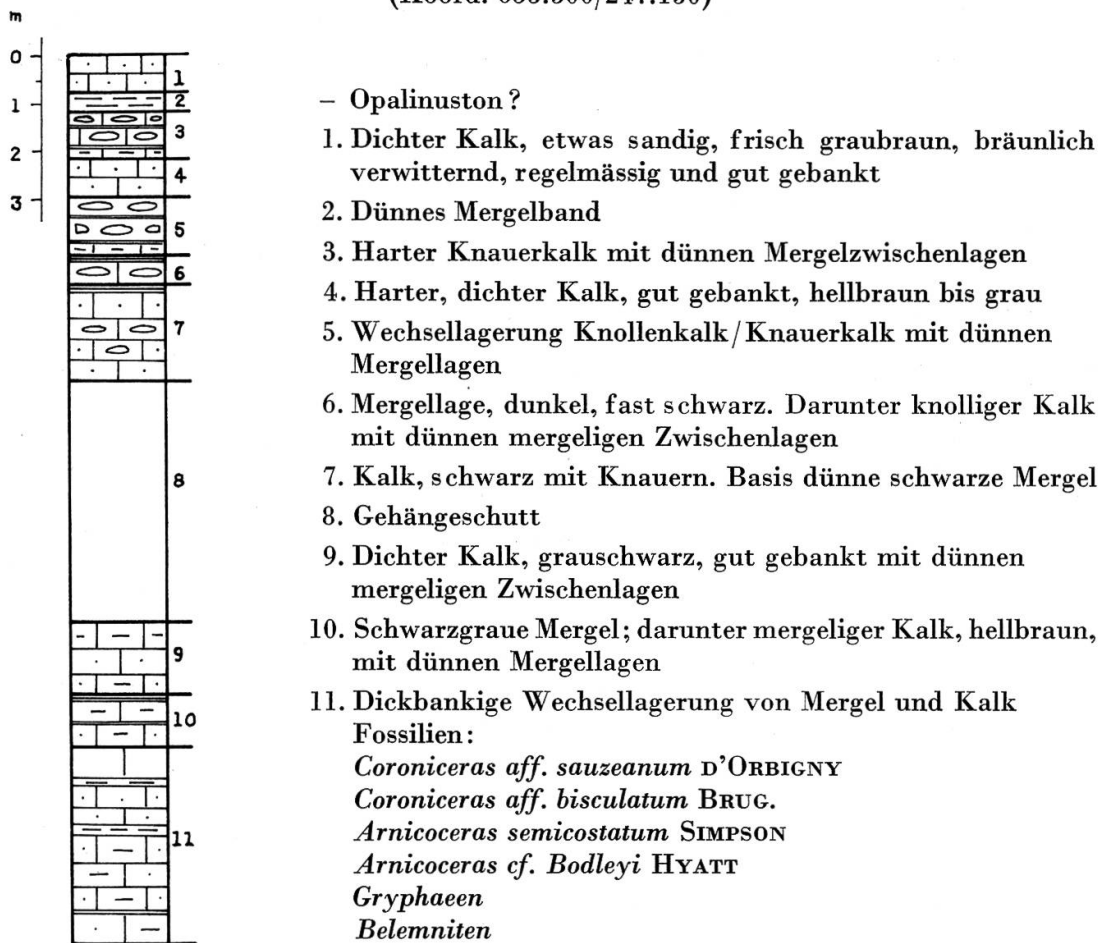 m
0
1
2
3
1
2
3
4
5
6
7
8
9
10
11
– Opalinuston ?
1. Dichter Kalk, etwas sandig, frisch graubraun, bräunlich
verwitternd, regelmässig und gut gebankt
2. Dünnes Mergelband
3. Harter Knauerkalk mit dünnen Mergelzwischenlagen
4. Harter, dichter Kalk, gut gebankt, hellbraun bis grau
5. Wechsellagerung Knollenkalk/Knauerkalk mit dünnen
Mergellagen
6. Mergellage, dunkel, fast schwarz. Darunter knolliger Kalk
mit dünnen mergeligen Zwischenlagen
7. Kalk, schwarz mit Knauern. Basis dünne schwarze Mergel
8. Gehängeschutt
9. Dichter Kalk, grauschwarz, gut gebankt mit dünnen
mergeligen Zwischenlagen
10. Schwarzgraue Mergel; darunter mergeliger Kalk, hellbraun,
mit dünnen Mergellagen
11. Dickbankige Wechsellagerung von Mergel und Kalk
Fossilien:
Coroniceras aff. sauzeanum D'ORBIGNY
Coroniceras aff. bisculatum BRUG.
Arnicoceras semicostatum SIMPSON
Arnicoceras cf. Bodleyi HYATT
Gryphaeen
Belemniten